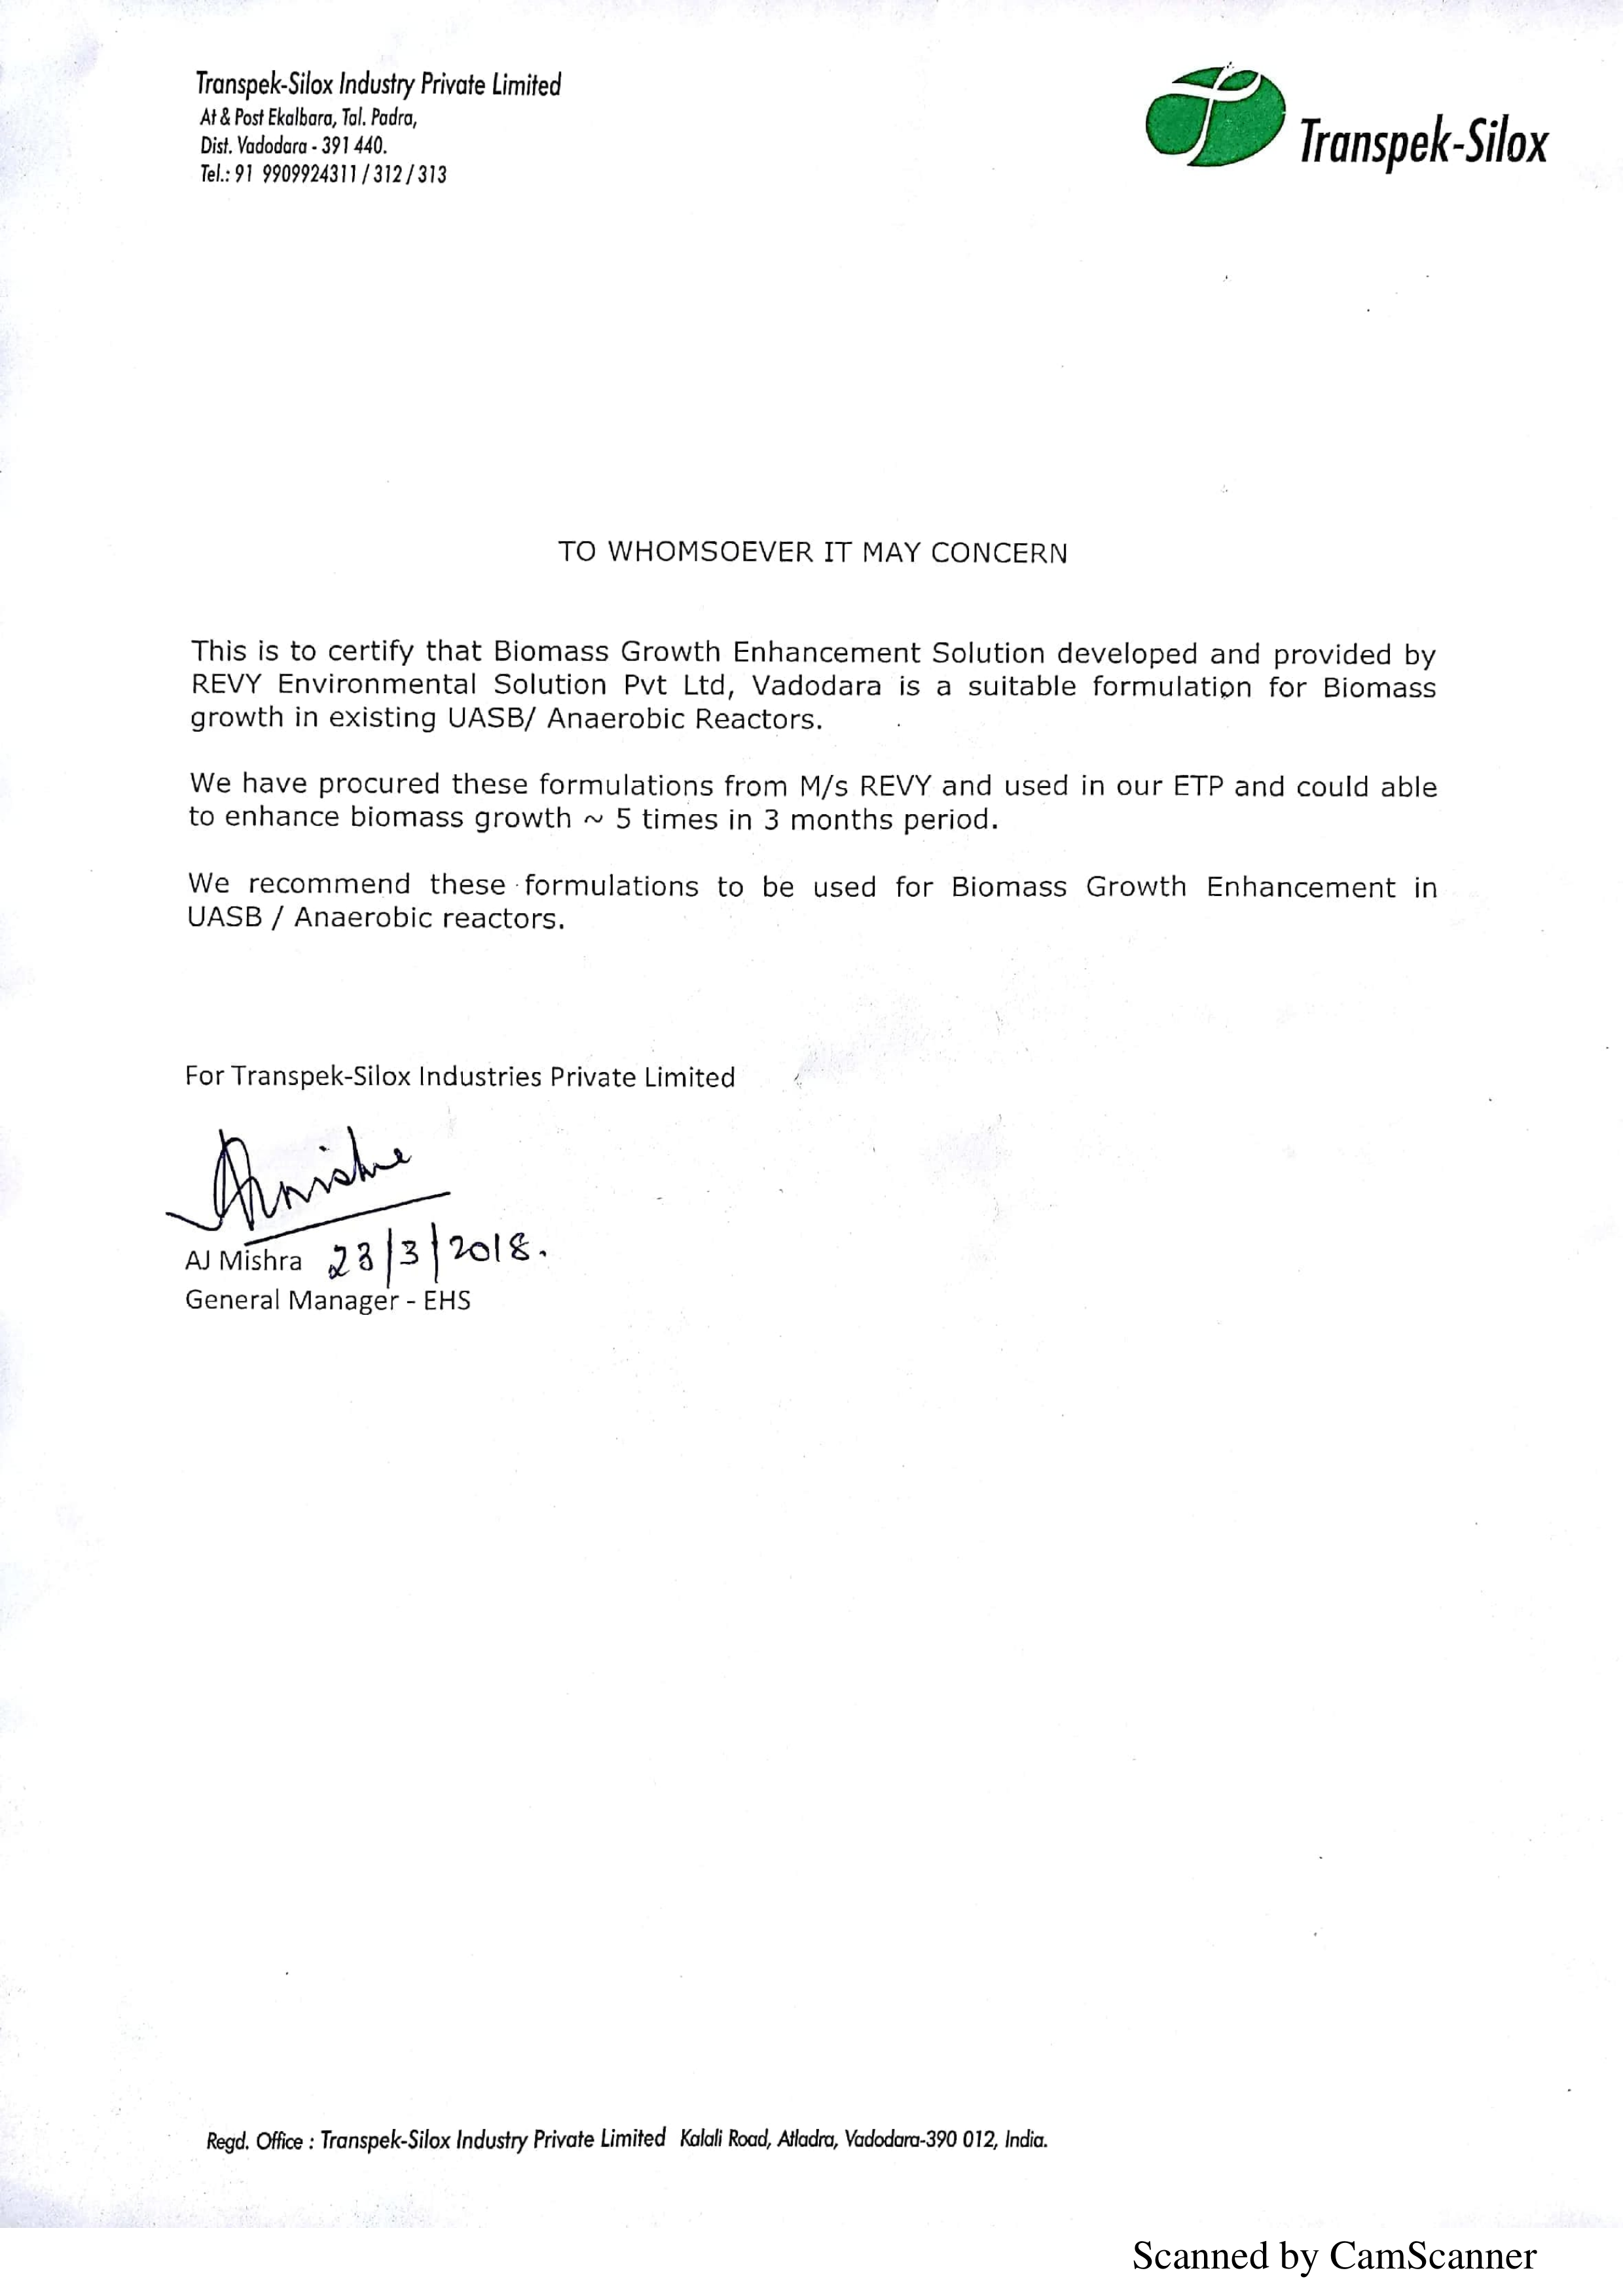 Transpek-Silox Industry Private Limited
At & Post Ekalbara, Tal. Padra,
Dist. Vadodara - 391 440.
Tel.: 91 9909924311 / 312 / 313
Transpek-Silox
TO WHOMSOEVER IT MAY CONCERN
This is to certify that Biomass Growth Enhancement Solution developed and provided by
REVY Environmental Solution Pvt Ltd, Vadodara is a suitable formulation for Biomass
growth in existing UASB/ Anaerobic Reactors.
We have procured these formulations from M/s REVY and used in our ETP and could able
to enhance biomass growth ~ 5 times in 3 months period.
We recommend these formulations to be used for Biomass Growth Enhancement in
UASB / Anaerobic reactors.
For Transpek-Silox Industries Private Limited
AJ Mishra 23/3/2018.
General Manager - EHS
Regd. Office : Transpek-Silox Industry Private Limited Kalali Road, Atladra, Vadodara-390 012, India.
Scanned by CamScanner